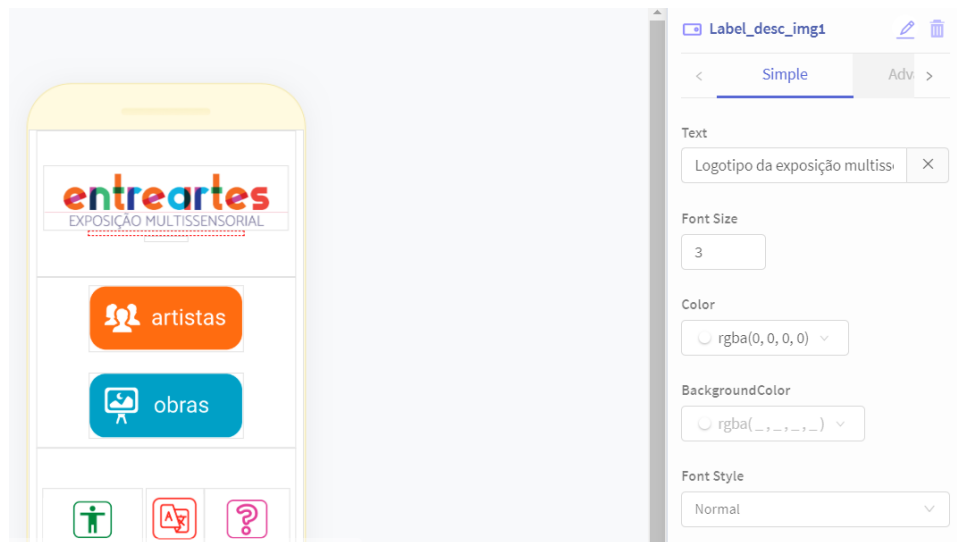 Label_desc_img1
Simple
Adv
Text
Logotipo da exposição multiss
Font Size
3
Color
rgba(0, 0, 0, 0)
BackgroundColor
rgba( _ , _ , _ , _ )
Font Style
Normal
entreartes
EXPOSIÇÃO MULTISSENSORIAL
artistas
obras